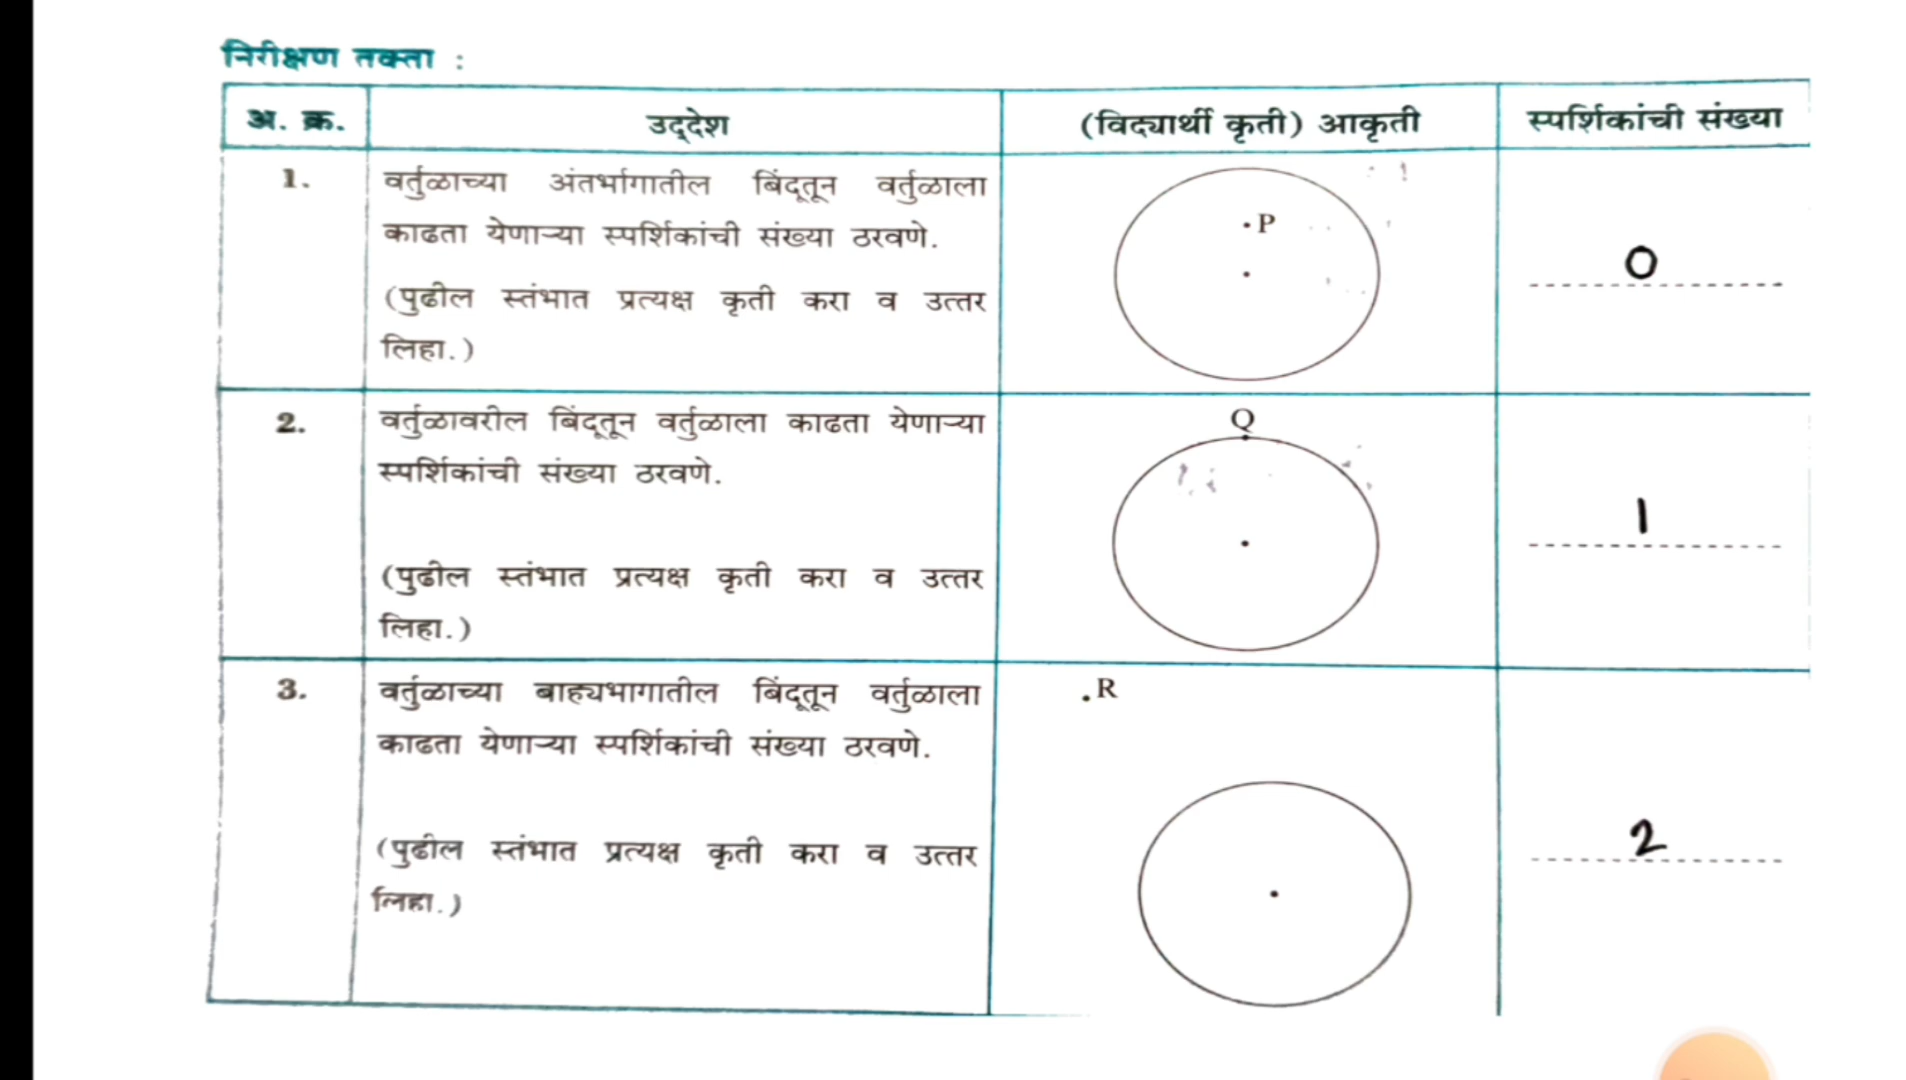 निरीक्षण तक्ता :
अ. क्र.
उद्देश
(विद्यार्थी कृती) आकृती
स्पर्शिकांची संख्या
1.
वर्तुळाच्या अंतर्भागातील बिंदूतून वर्तुळाला
काढता येणाऱ्या स्पर्शिकांची संख्या ठरवणे.
(पुढील स्तंभात प्रत्यक्ष कृती करा व उत्तर
लिहा.)
P
0
2.
वर्तुळावरील बिंदूतून वर्तुळाला काढता येणाऱ्या
स्पर्शिकांची संख्या ठरवणे.
(पुढील स्तंभात प्रत्यक्ष कृती करा व उत्तर
लिहा.)
Q
1
3.
वर्तुळाच्या बाह्यभागातील बिंदूतून वर्तुळाला
काढता येणाऱ्या स्पर्शिकांची संख्या ठरवणे.
(पुढील स्तंभात प्रत्यक्ष कृती करा व उत्तर
लिहा.)
R
2